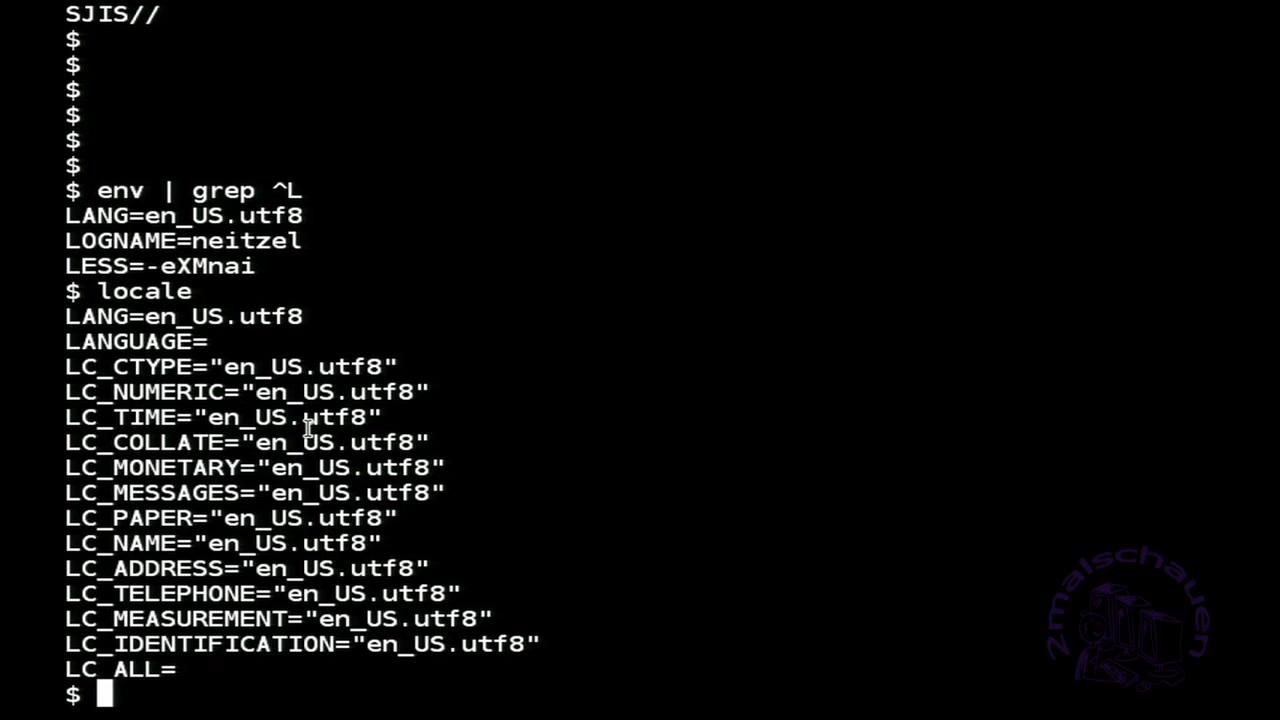 SJIS//
$
$
$
$
$
$
$ env | grep ^L
LANG=en_US.utf8
LOGNAME=neitzel
LESS=-eXMnai
$ locale
LANG=en_US.utf8
LANGUAGE=
LC_CTYPE="en_US.utf8"
LC_NUMERIC="en_US.utf8"
LC_TIME="en_US.utf8"
LC_COLLATE="en_US.utf8"
LC_MONETARY="en_US.utf8"
LC_MESSAGES="en_US.utf8"
LC_PAPER="en_US.utf8"
LC_NAME="en_US.utf8"
LC_ADDRESS="en_US.utf8"
LC_TELEPHONE="en_US.utf8"
LC_MEASUREMENT="en_US.utf8"
LC_IDENTIFICATION="en_US.utf8"
LC_ALL=
$
2malschauen